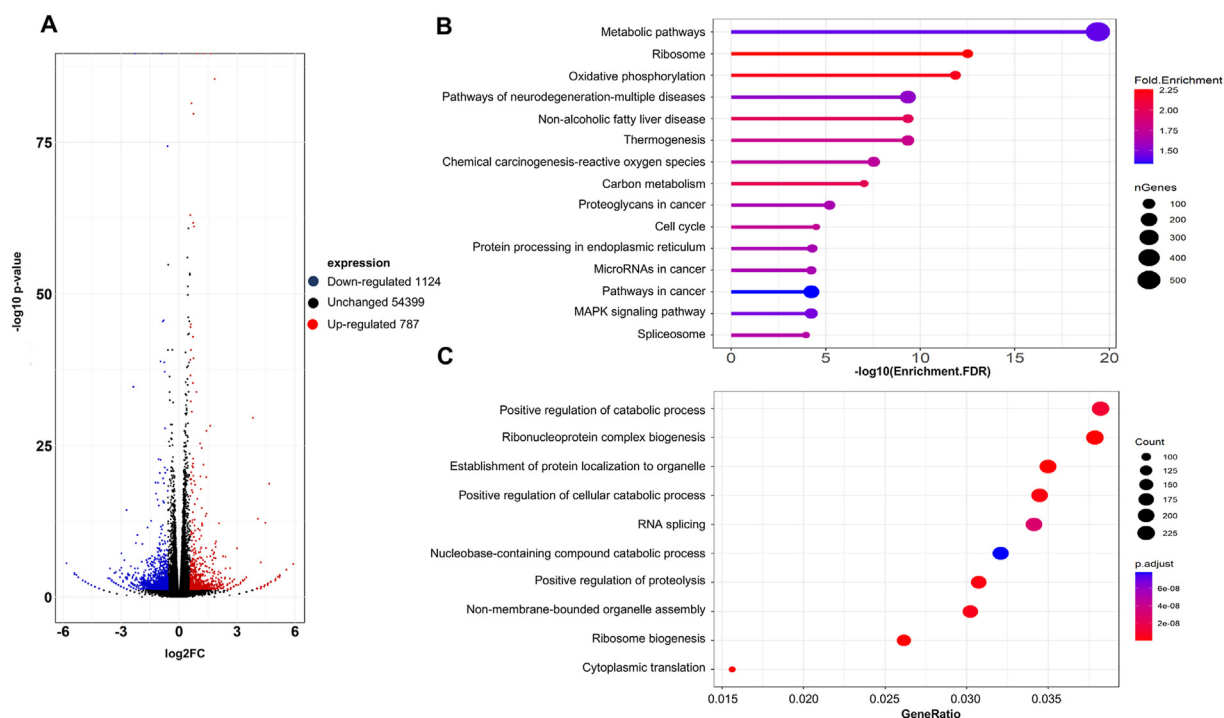 A
-log10 p-value
75
50
25
0
-6
-3
0
3
6
log2FC
expression
Down-regulated 1124
Unchanged 54399
Up-regulated 787
B
Metabolic pathways
Ribosome
Oxidative phosphorylation
Pathways of neurodegeneration-multiple diseases
Non-alcoholic fatty liver disease
Thermogenesis
Chemical carcinogenesis-reactive oxygen species
Carbon metabolism
Proteoglycans in cancer
Cell cycle
Protein processing in endoplasmic reticulum
MicroRNAs in cancer
Pathways in cancer
MAPK signaling pathway
Spliceosome
0
5
10
15
20
-log10(Enrichment.FDR)
Fold.Enrichment
2.25
2.00
1.75
1.50
nGenes
100
200
300
400
500
C
Positive regulation of catabolic process
Ribonucleoprotein complex biogenesis
Establishment of protein localization to organelle
Positive regulation of cellular catabolic process
RNA splicing
Nucleobase-containing compound catabolic process
Positive regulation of proteolysis
Non-membrane-bounded organelle assembly
Ribosome biogenesis
Cytoplasmic translation
0.015
0.020
0.025
0.030
0.035
GeneRatio
Count
100
125
150
175
200
225
p.adjust
6e-08
4e-08
2e-08